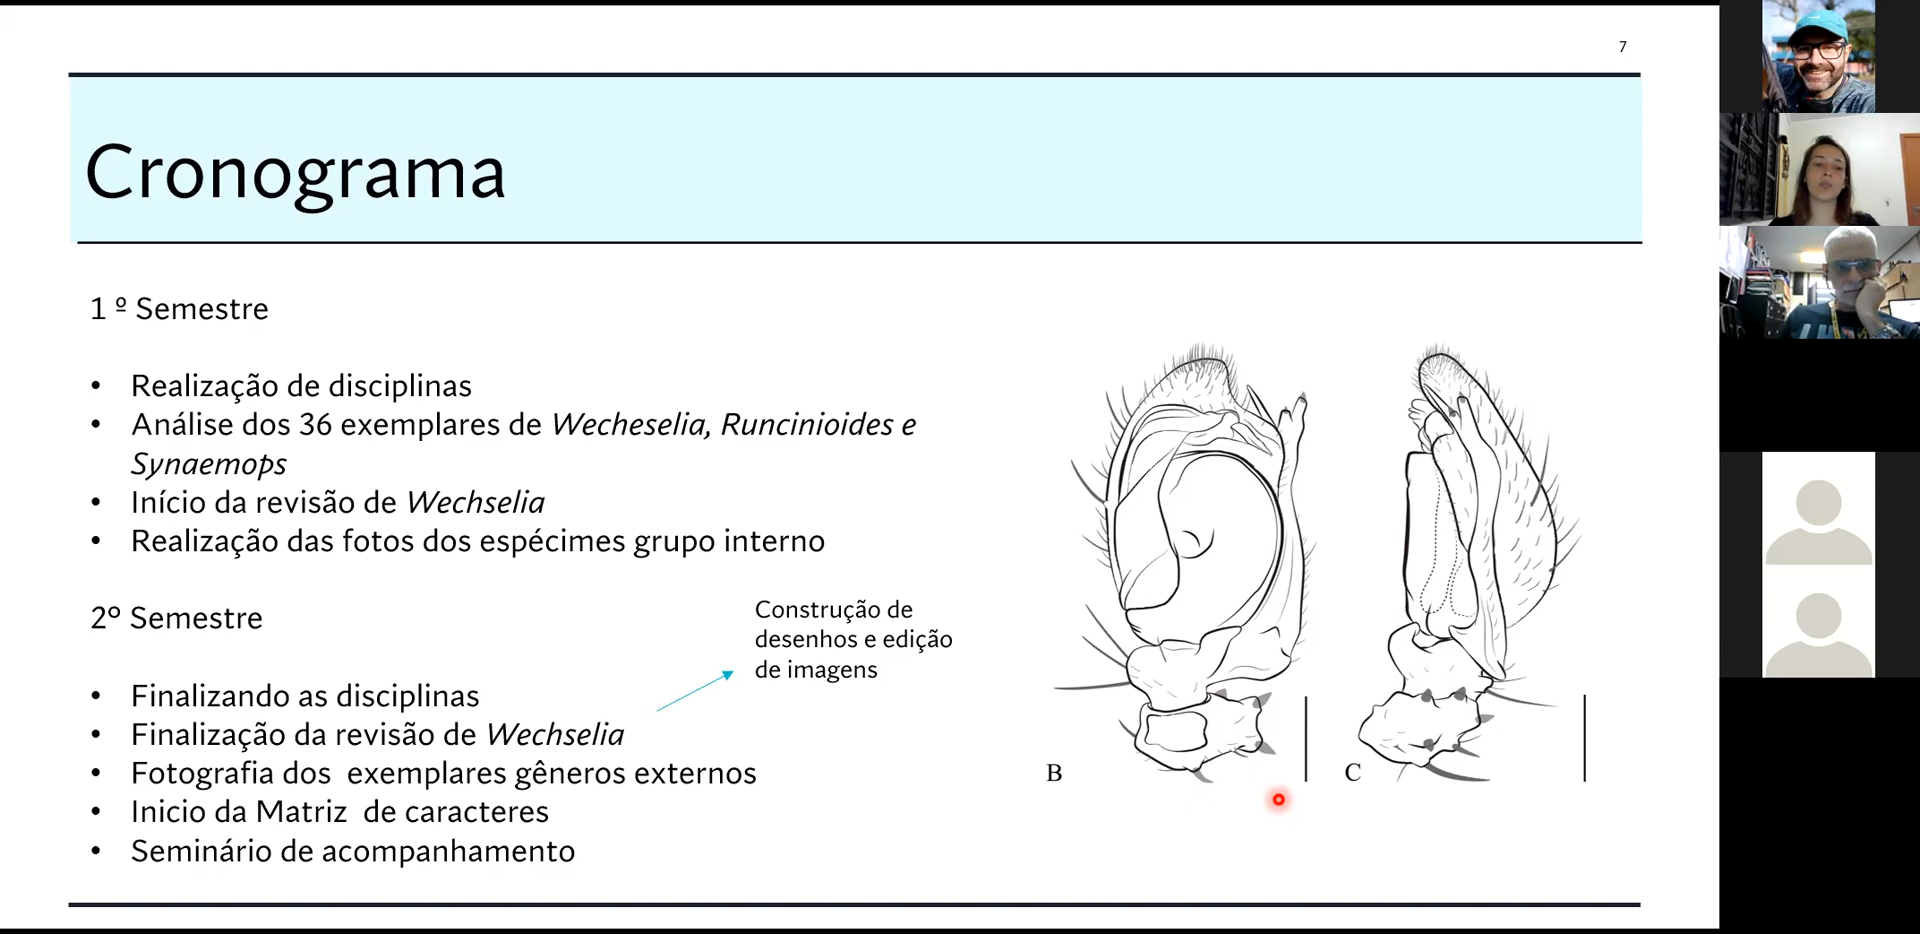 7
Cronograma
1 º Semestre
• Realização de disciplinas
• Análise dos 36 exemplares de Wecheselia, Runcinioides e
Synaemops
• Início da revisão de Wechselia
• Realização das fotos dos espécimes grupo interno
2º Semestre
Construção de
desenhos e edição
de imagens
• Finalizando as disciplinas
• Finalização da revisão de Wechselia
• Fotografia dos  exemplares gêneros externos
• Inicio da Matriz  de caracteres
• Seminário de acompanhamento
B
C